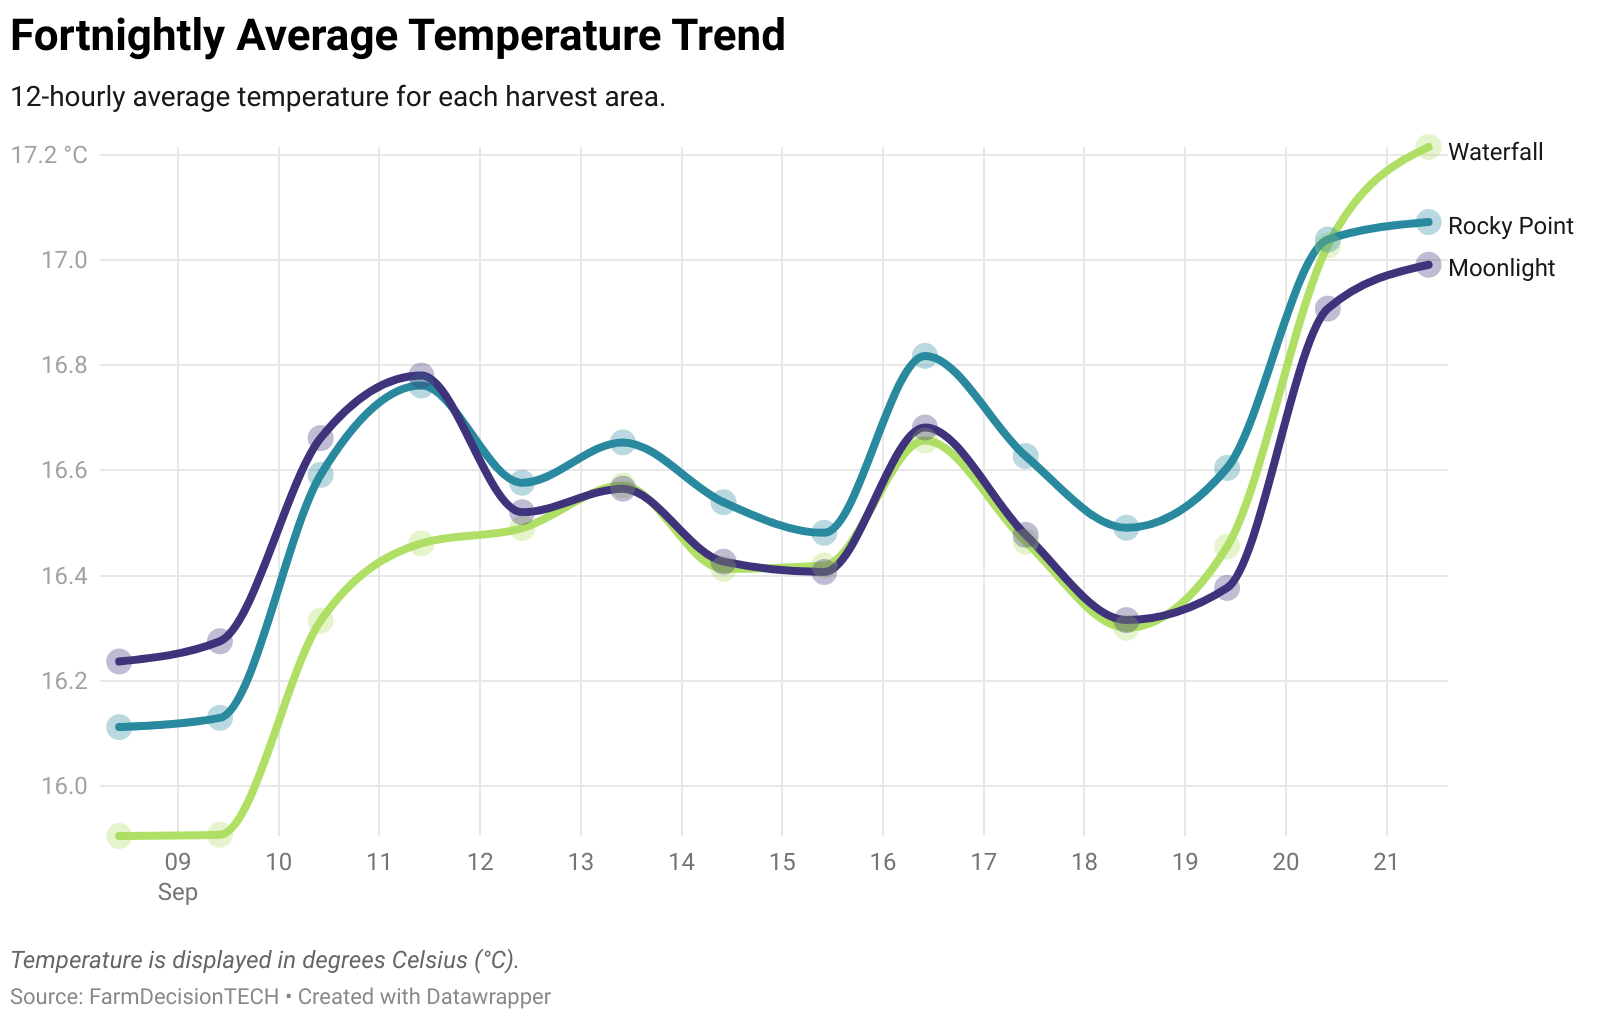 Fortnightly Average Temperature Trend
12-hourly average temperature for each harvest area.
17.2 °C
17.0
16.8
16.6
16.4
16.2
16.0
Waterfall
Rocky Point
Moonlight
09 10 11 12 13 14 15 16 17 18 19 20 21
Sep
Temperature is displayed in degrees Celsius (°C).
Source: FarmDecisionTECH • Created with Datawrapper